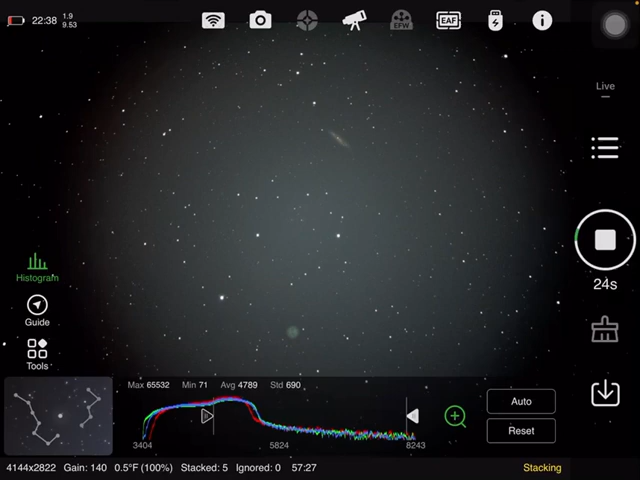 22:38 1.9
9.53
EFW
EAF
Live
Histogram
Guide
Tools
24s
Max 65532 Min 71 Avg 4789 Std 690
3404 5824 8243
Auto
Reset
4144x2822 Gain: 140 0.5°F (100%) Stacked: 5 Ignored: 0 57:27 Stacking